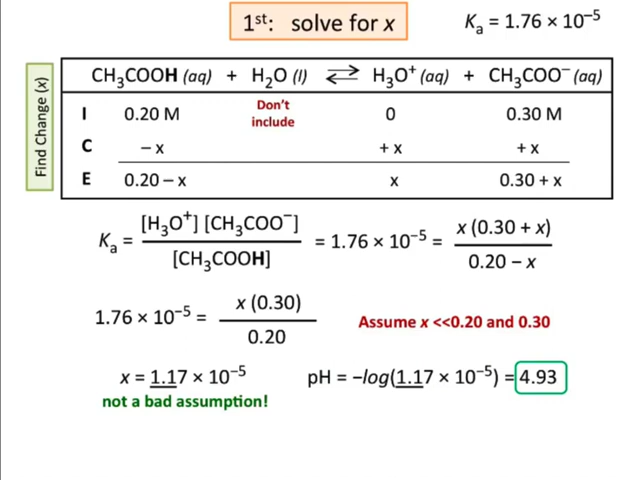 1st: solve for x
Kₐ = 1.76 × 10⁻⁵
Find Change (x)
CH₃COOH (aq) + H₂O (l) ⇄ H₃O⁺ (aq) + CH₃COO⁻ (aq)
I 0.20 M Don't include 0 0.30 M
C – x + x + x
E 0.20 – x x 0.30 + x
Kₐ = [H₃O⁺] [CH₃COO⁻] / [CH₃COOH] = 1.76 × 10⁻⁵ = x (0.30 + x) / 0.20 – x
1.76 × 10⁻⁵ = x (0.30) / 0.20
Assume x <<0.20 and 0.30
x = 1.17 × 10⁻⁵
pH = –log(1.17 × 10⁻⁵) = 4.93
not a bad assumption!